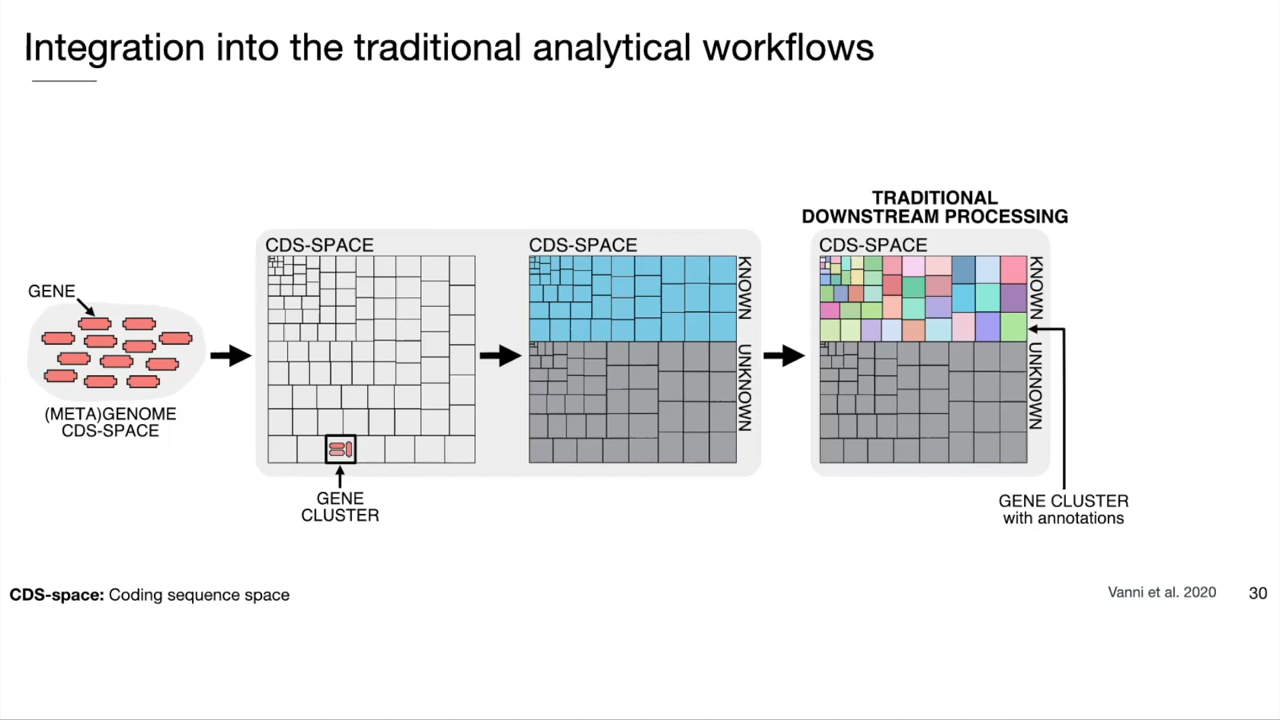 Integration into the traditional analytical workflows
TRADITIONAL
DOWNSTREAM PROCESSING
CDS-SPACE
CDS-SPACE
CDS-SPACE
GENE
KNOWN
UNKNOWN
KNOWN
UNKNOWN
(META)GENOME
CDS-SPACE
GENE
CLUSTER
GENE CLUSTER
with annotations
CDS-space: Coding sequence space
Vanni et al. 2020
30